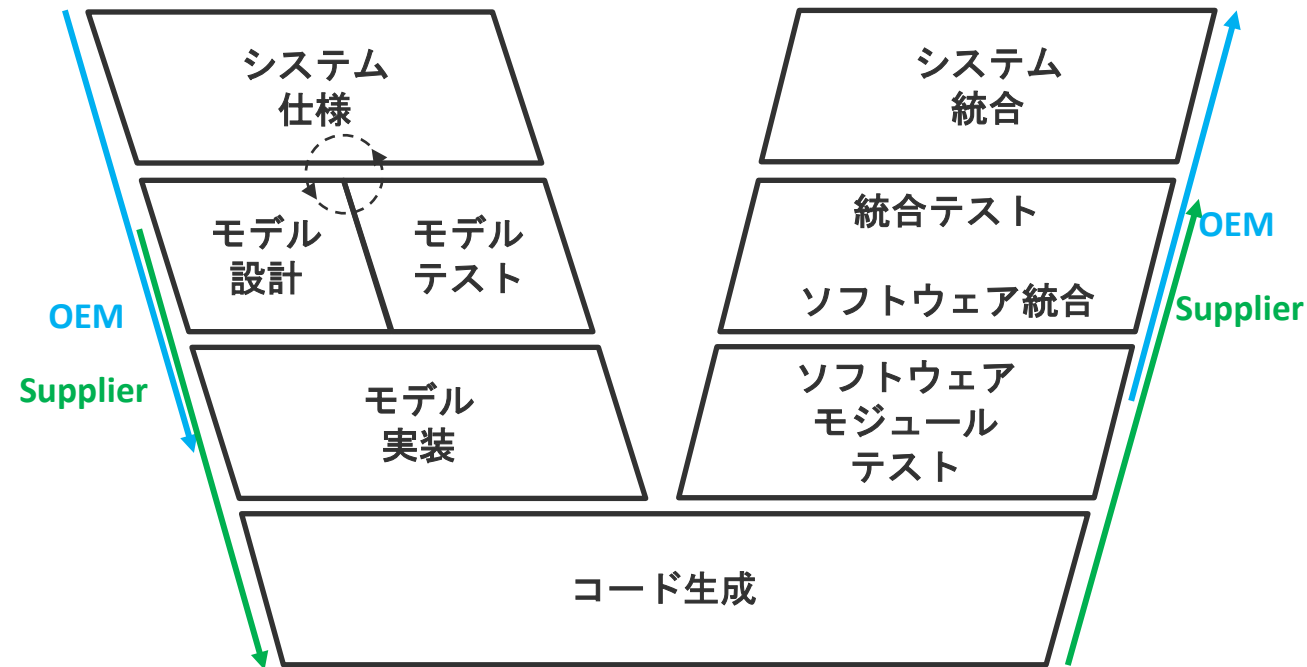 システム
仕様
システム
統合
モデル
設計
モデル
テスト
統合テスト
ソフトウェア統合
OEM
OEM
Supplier
Supplier
モデル
実装
ソフトウェア
モジュール
テスト
コード生成